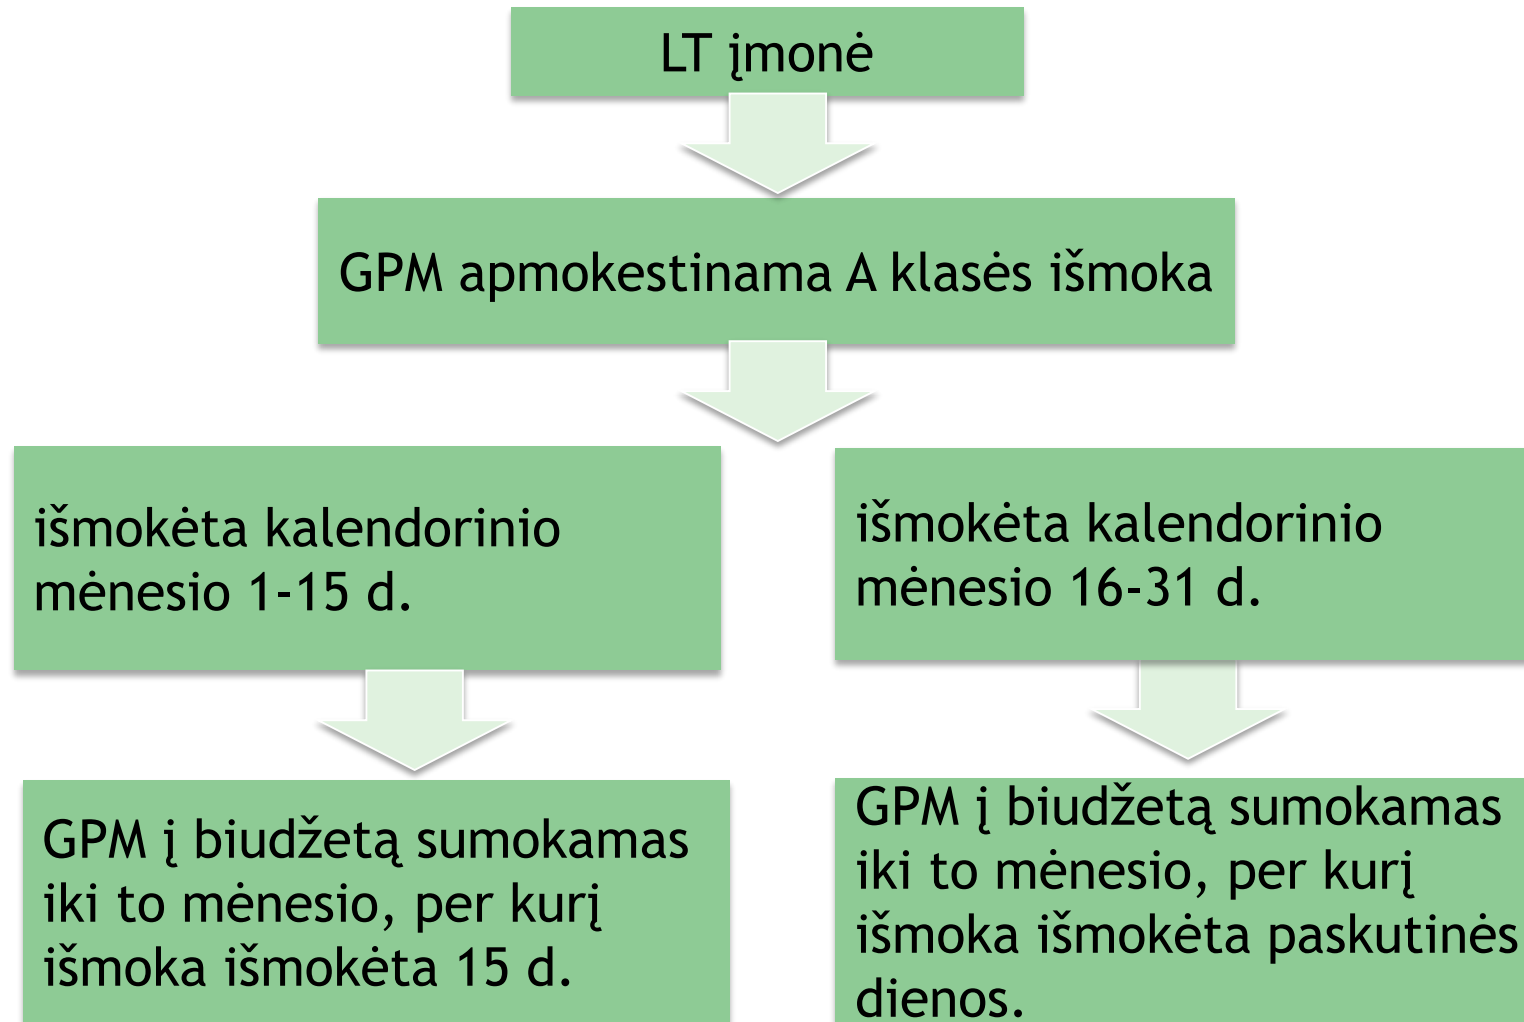 LT įmonė
GPM apmokestinama A klasės išmoka
išmokėta kalendorinio
mėnesio 1-15 d.
išmokėta kalendorinio
mėnesio 16-31 d.
GPM į biudžetą sumokamas
iki to mėnesio, per kurį
išmoka išmokėta 15 d.
GPM į biudžetą sumokamas
iki to mėnesio, per kurį
išmoka išmokėta paskutinės
dienos.